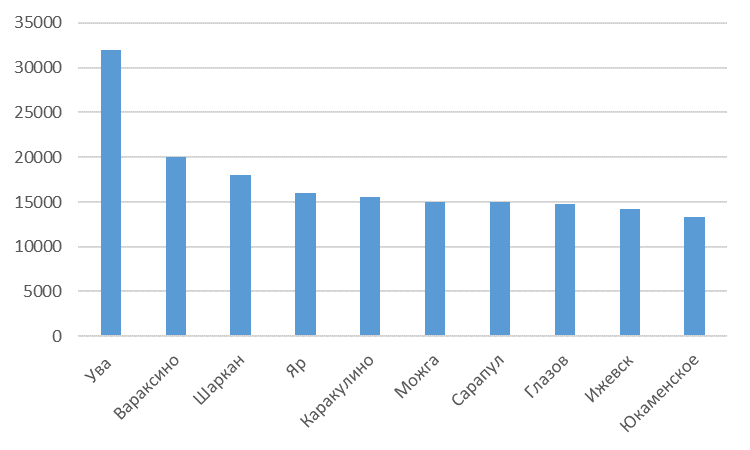 35000
30000
25000
20000
15000
10000
5000
0
Ува
Вараксино
Шаркан
Яр
Каракулино
Можга
Сарапул
Глазов
Ижевск
Юкаменское